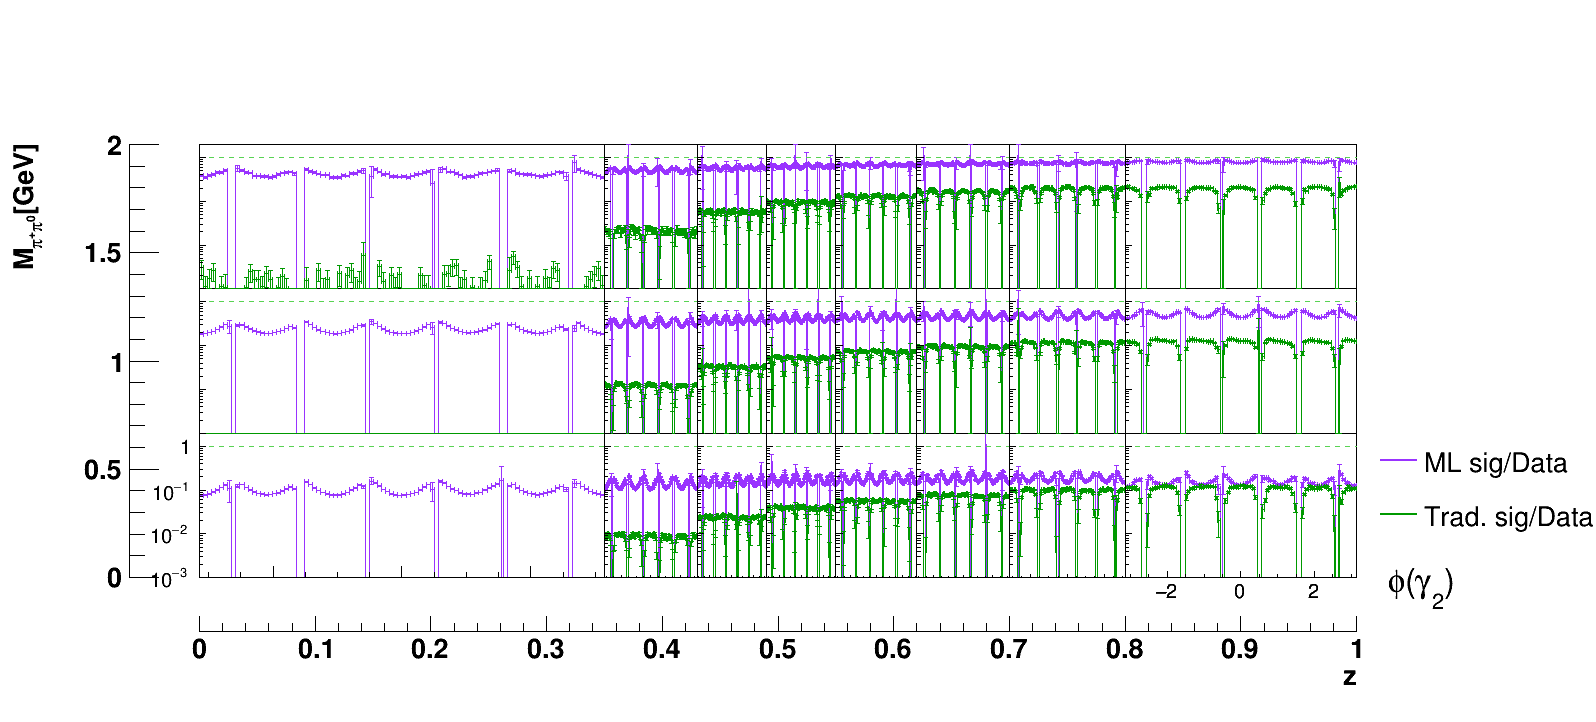 M π⁺π⁰ [GeV]
2
1.5
1
0.5
0
1
10⁻¹
10⁻²
10⁻³
−2 0 2
ϕ(γ₂)
ML sig/Data
Trad. sig/Data
0 0.1 0.2 0.3 0.4 0.5 0.6 0.7 0.8 0.9 1
z